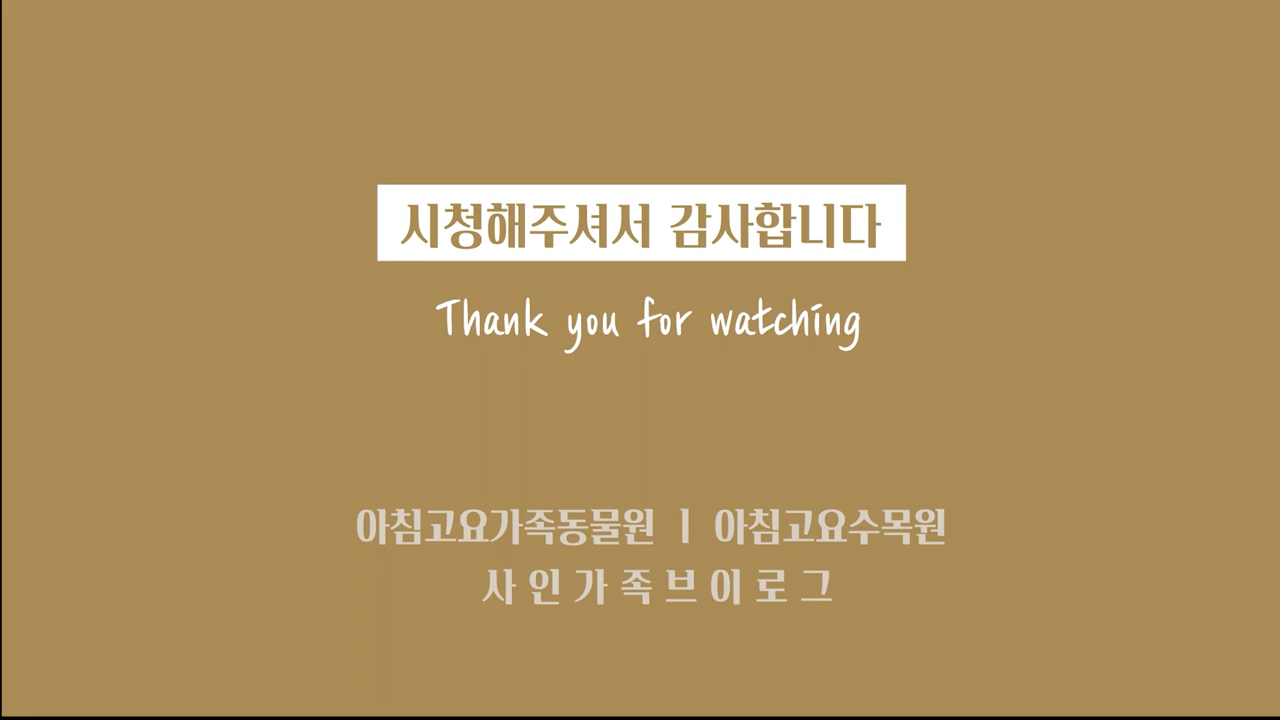 시청해주셔서 감사합니다
Thank you for watching
아침고요가족동물원 ㅣ 아침고요수목원
사인가족브이로그